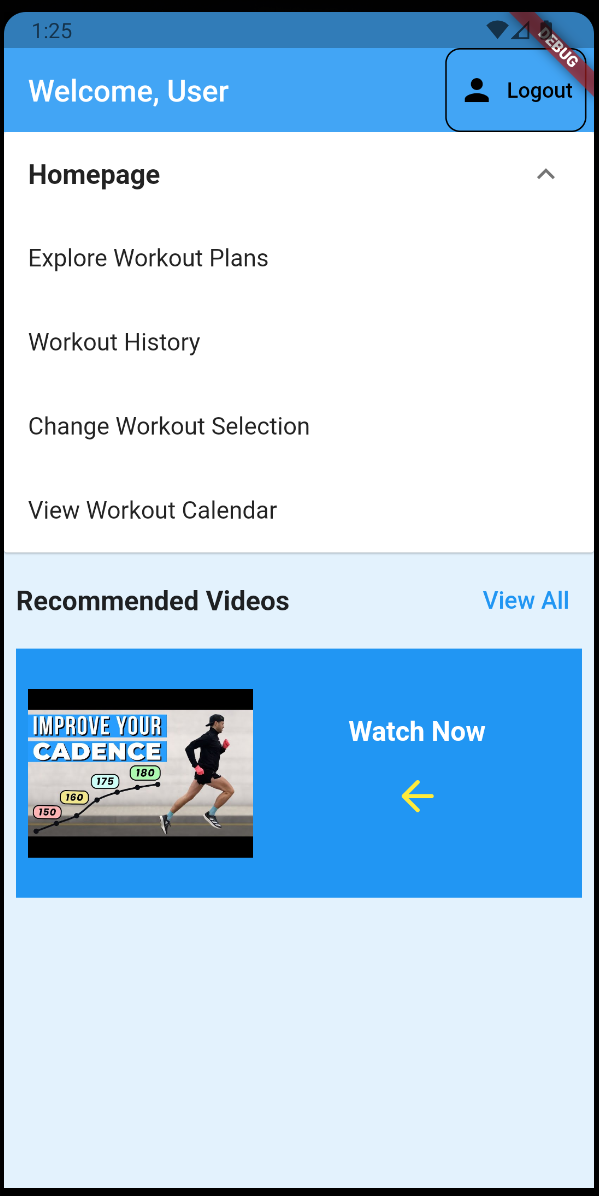 1:25
DEBUG
Welcome, User
Logout
Homepage
Explore Workout Plans
Workout History
Change Workout Selection
View Workout Calendar
Recommended Videos
View All
IMPROVE YOUR
CADENCE
150
160
175
180
Watch Now